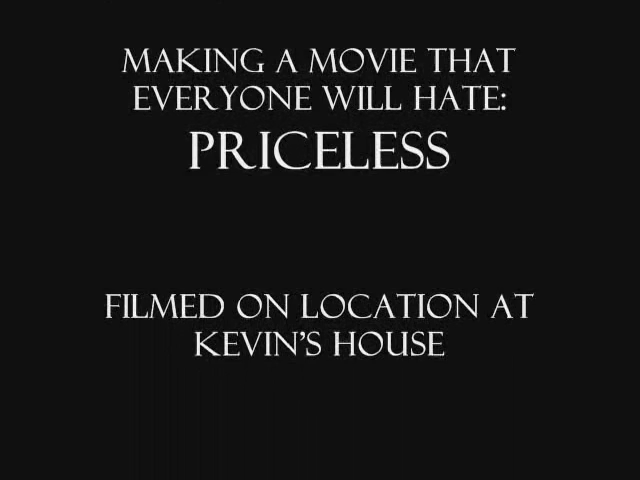 MAKING A MOVIE THAT
EVERYONE WILL HATE:
PRICELESS
FILMED ON LOCATION AT
KEVIN'S HOUSE